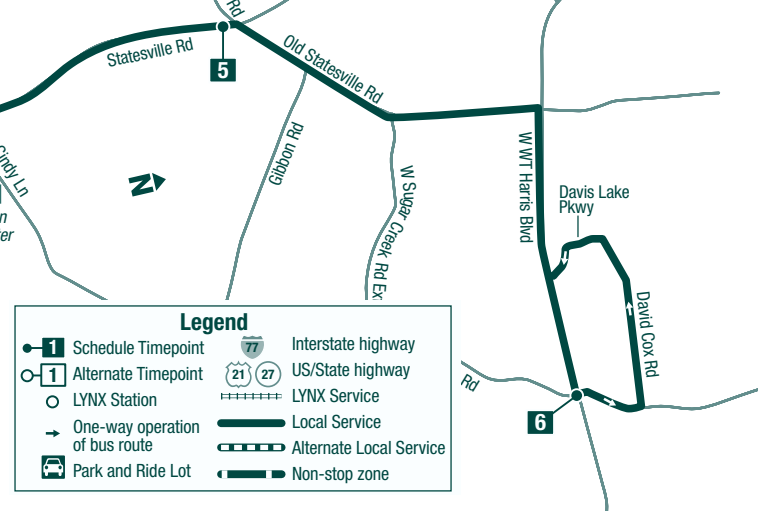 Rd
Statesville Rd
5
Old Statesville Rd
Gibbon Rd
Cindy Ln
N
W Sugar Creek Rd Ex
W WT Harris Blvd
Davis Lake
Pkwy
David Cox Rd
Rd
6
Legend
1 Schedule Timepoint
1 Alternate Timepoint
LYNX Station
One-way operation
of bus route
Park and Ride Lot
77 Interstate highway
21 27 US/State highway
LYNX Service
Local Service
Alternate Local Service
Non-stop zone